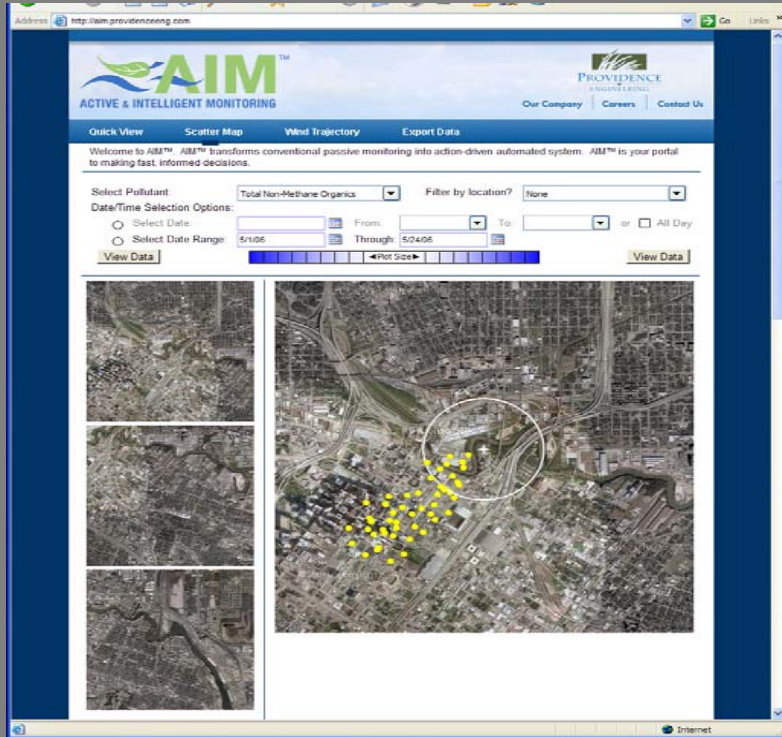 Address http://aim.providenceeng.com Go Links
AIM™
ACTIVE & INTELLIGENT MONITORING
PROVIDENCE
ENGINEERING
Our Company Careers Contact Us
Quick View Scatter Map Wind Trajectory Export Data
Welcome to AIM™. AIM™ transforms conventional passive monitoring into action-driven automated system. AIM™ is your portal
to making fast, informed decisions.
Select Pollutant: Total Non-Methane Organics Filter by location? None
Date/Time Selection Options:
Select Date: From: To: or All Day
Select Date Range: 5/1/06 Through: 5/24/06
View Data ◄Plot Size► View Data
Internet